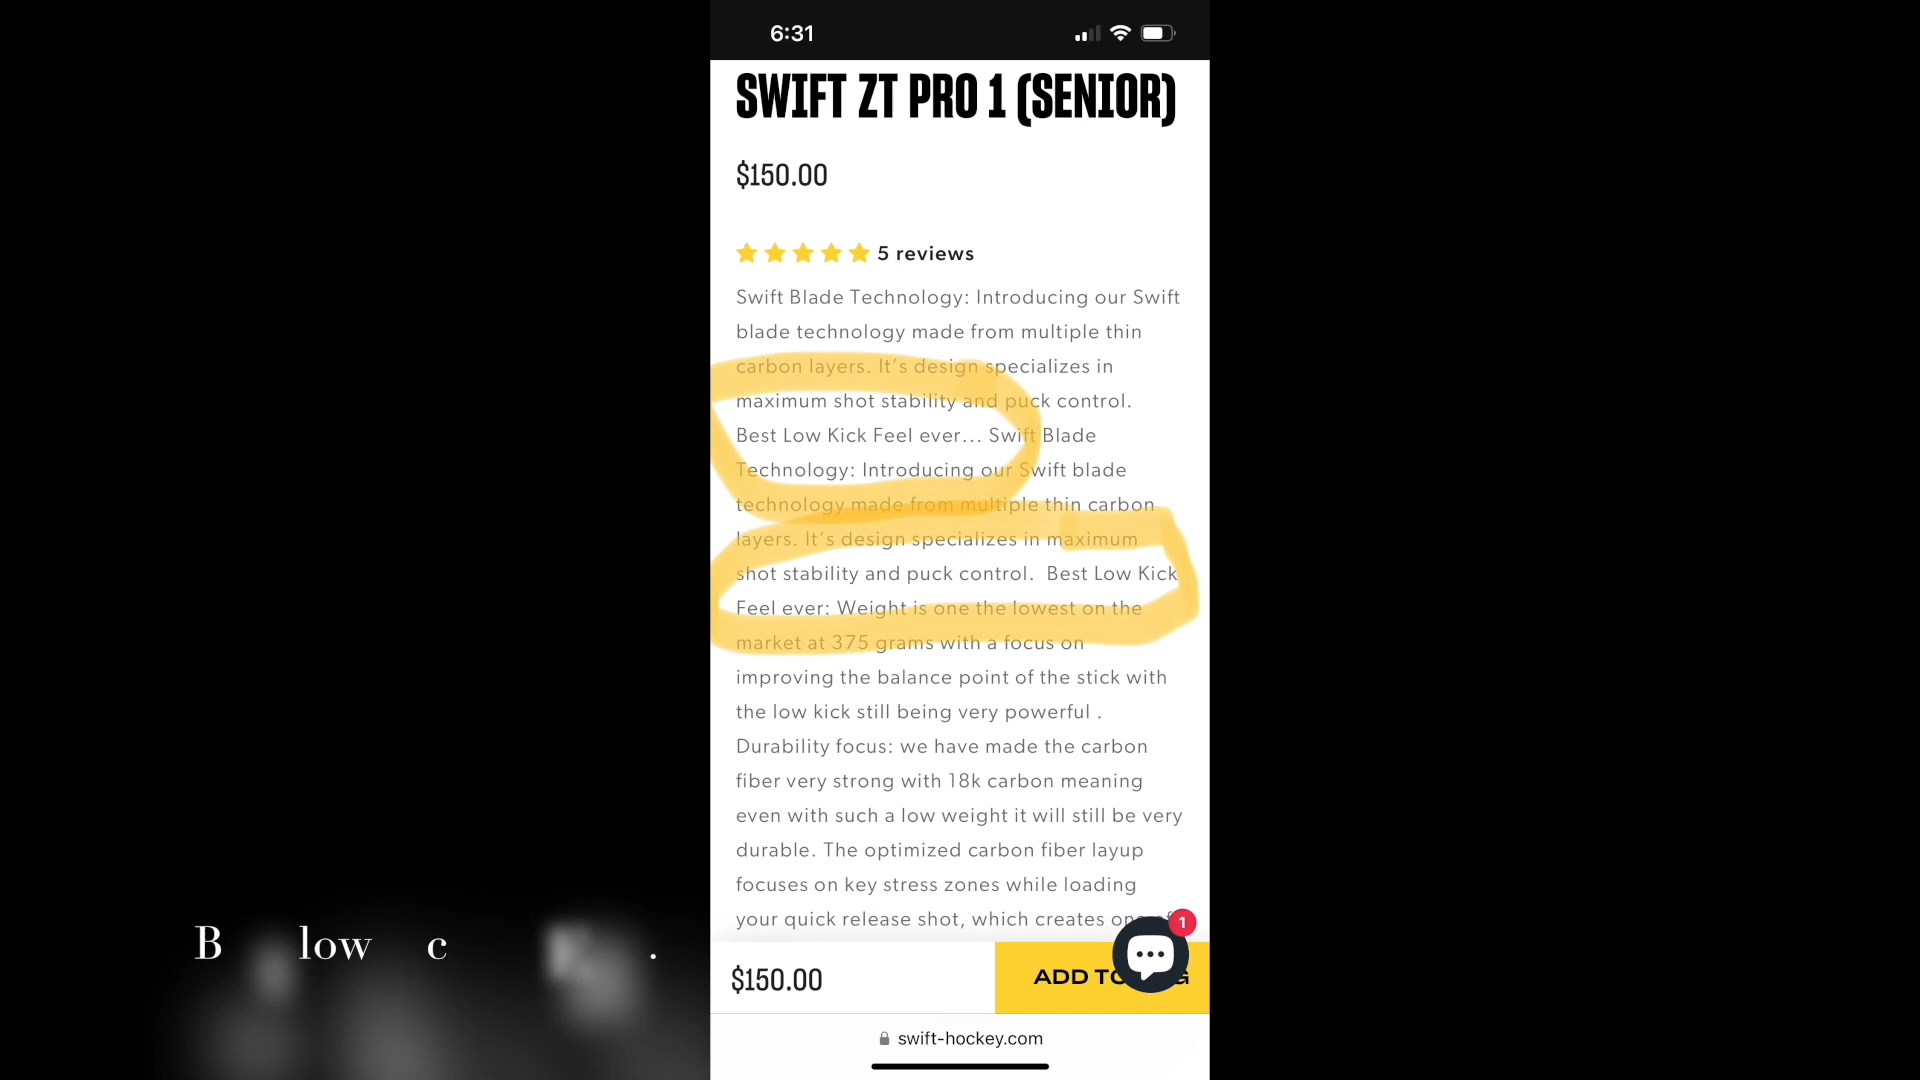 6:31
SWIFT ZT PRO 1 (SENIOR)
$150.00
5 reviews
Swift Blade Technology: Introducing our Swift
blade technology made from multiple thin
carbon layers. It's design specializes in
maximum shot stability and puck control.
Best Low Kick Feel ever... Swift Blade
Technology: Introducing our Swift blade
technology made from multiple thin carbon
layers. It's design specializes in maximum
shot stability and puck control.  Best Low Kick
Feel ever: Weight is one the lowest on the
market at 375 grams with a focus on
improving the balance point of the stick with
the low kick still being very powerful .
Durability focus: we have made the carbon
fiber very strong with 18k carbon meaning
even with such a low weight it will still be very
durable. The optimized carbon fiber layup
focuses on key stress zones while loading
your quick release shot, which creates
1
low
$150.00
ADD
swift-hockey.com